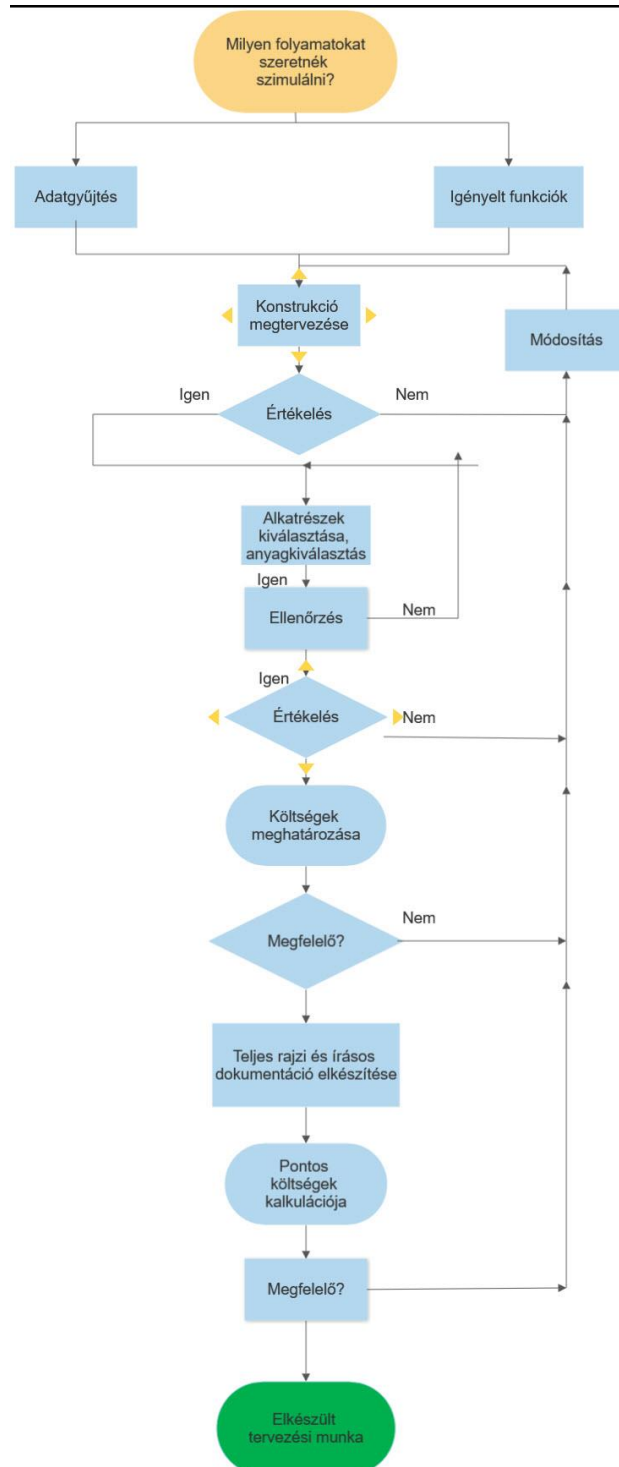 Milyen folyamatokat
szeretnék
szimulálni?
Adatgyűjtés
Igényelt funkciók
Konstrukció
megtervezése
Módosítás
Igen
Nem
Értékelés
Alkatrészek
kiválasztása,
anyagkiválasztás
Igen
Ellenőrzés
Nem
Igen
Értékelés
Nem
Költségek
meghatározása
Nem
Megfelelő?
Teljes rajzi és írásos
dokumentáció elkészítése
Pontos
költségek
kalkulációja
Megfelelő?
Elkészült
tervezési munka